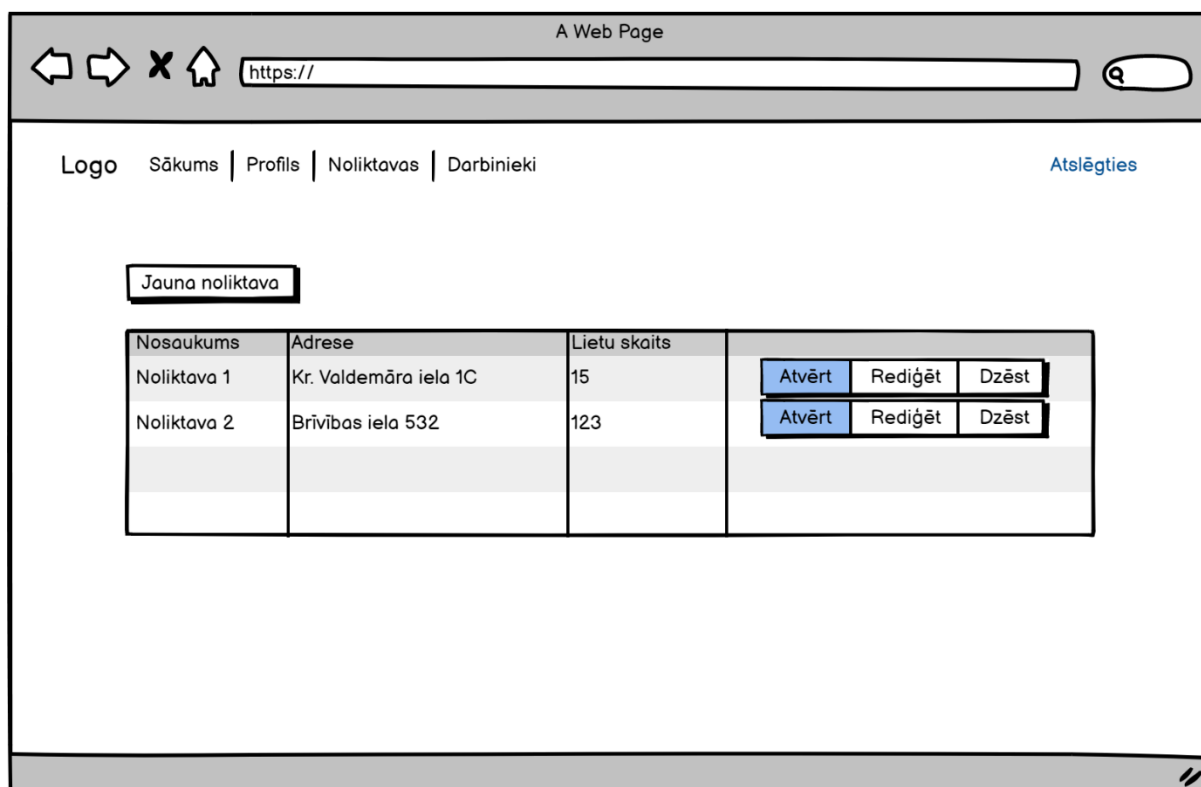 A Web Page
https://
Logo Sākums Profils Noliktavas Darbinieki Atslēgties
Jauna noliktava
Nosaukums Adrese Lietu skaits
Noliktava 1 Kr. Valdemāra iela 1C 15 Atvērt Rediģēt Dzēst
Noliktava 2 Brīvības iela 532 123 Atvērt Rediģēt Dzēst